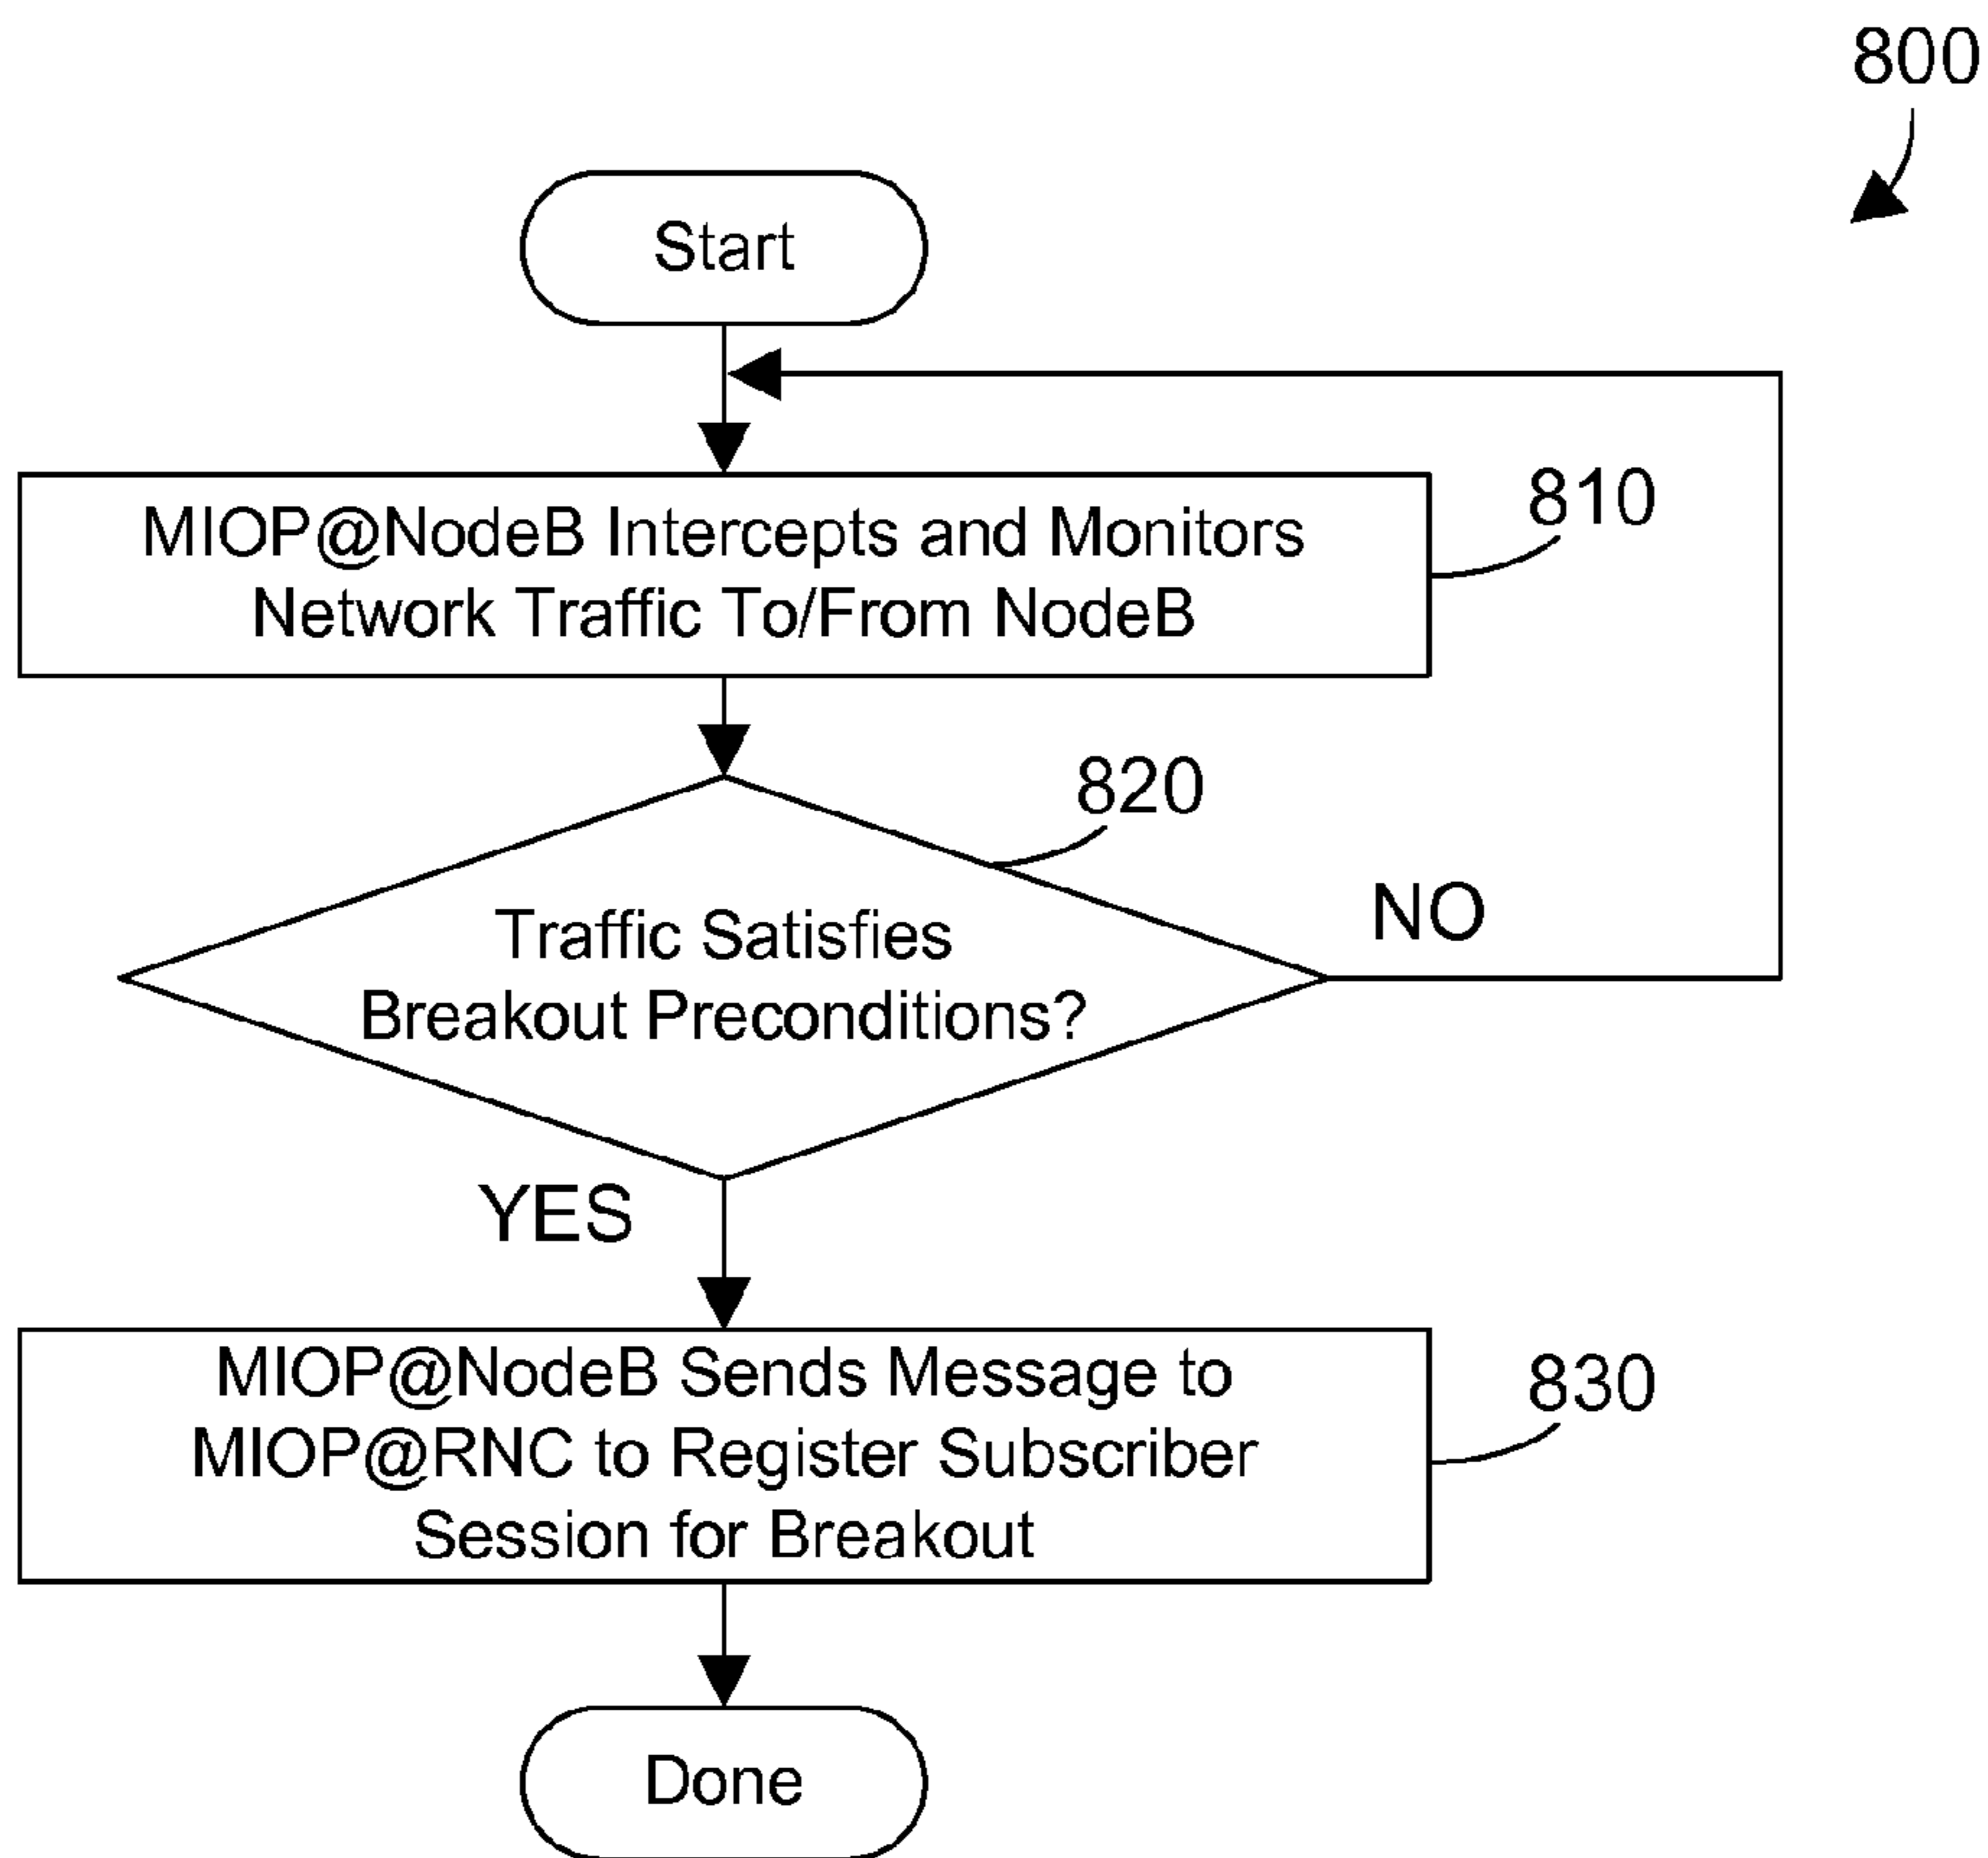 800
Start
MIOP@NodeB Intercepts and Monitors
Network Traffic To/From NodeB
810
820
Traffic Satisfies
Breakout Preconditions?
NO
YES
MIOP@NodeB Sends Message to
MIOP@RNC to Register Subscriber
Session for Breakout
830
Done